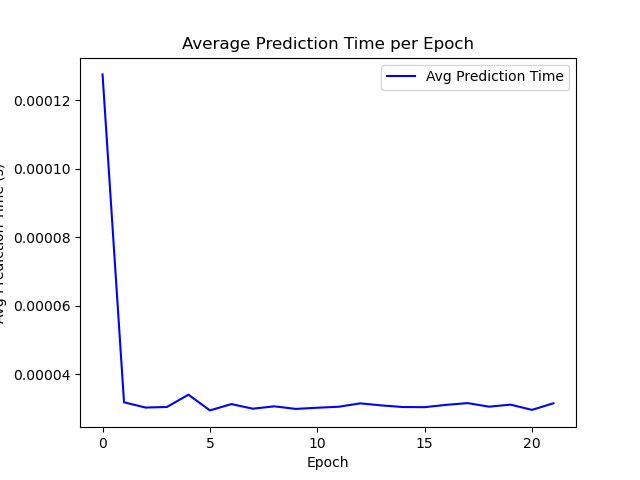 Average Prediction Time per Epoch
Avg Prediction Time
0.00012
0.00010
0.00008
0.00006
0.00004
Avg Prediction Time (s)
0 5 10 15 20
Epoch